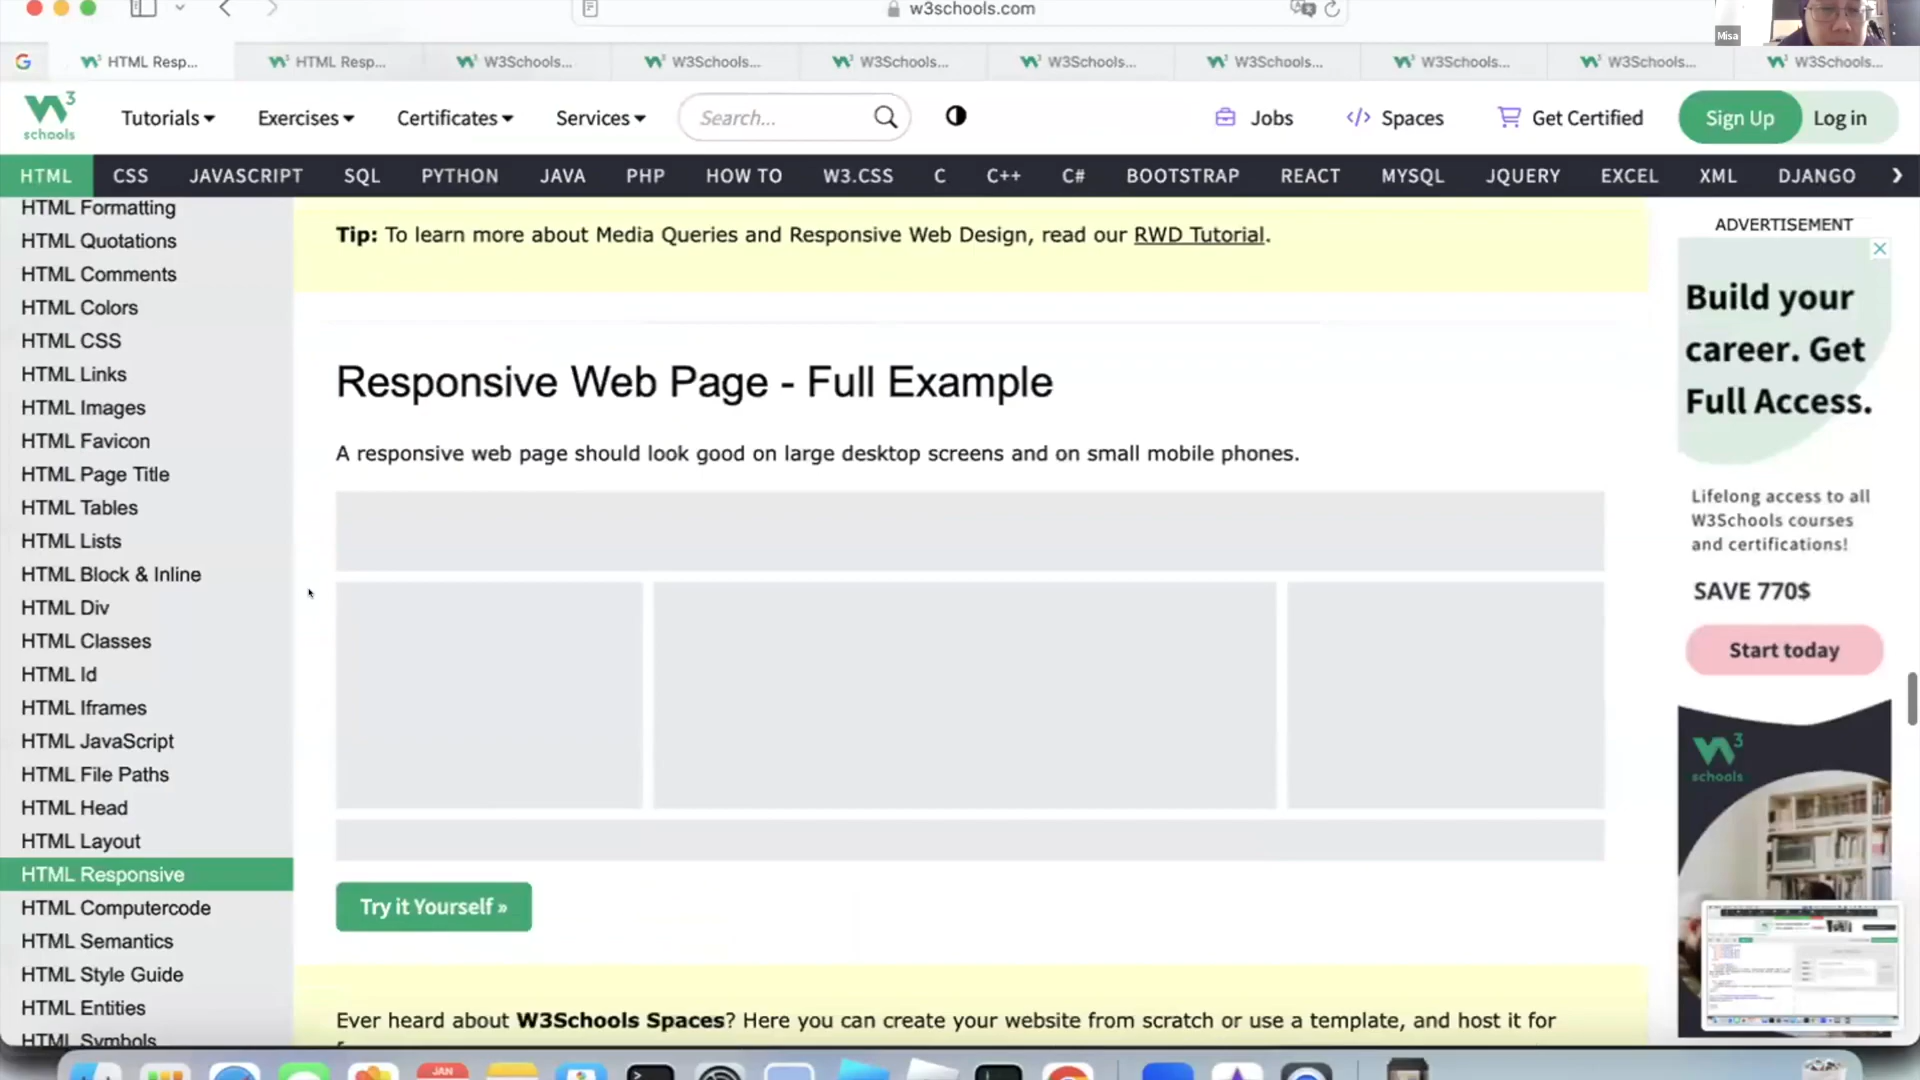 w3schools.com
Misa
HTML Resp...
HTML Resp...
W3Schools...
W3Schools...
W3Schools...
W3Schools...
W3Schools...
W3Schools...
W3Schools...
W3Schools...
3
schools
Tutorials
Exercises
Certificates
Services
Search...
Jobs
Spaces
Get Certified
Sign Up
Log in
HTML
CSS
JAVASCRIPT
SQL
PYTHON
JAVA
PHP
HOW TO
W3.CSS
C
C++
C#
BOOTSTRAP
REACT
MYSQL
JQUERY
EXCEL
XML
DJANGO
HTML Formatting
HTML Quotations
HTML Comments
HTML Colors
HTML CSS
HTML Links
HTML Images
HTML Favicon
HTML Page Title
HTML Tables
HTML Lists
HTML Block & Inline
HTML Div
HTML Classes
HTML Id
HTML Iframes
HTML JavaScript
HTML File Paths
HTML Head
HTML Layout
HTML Responsive
HTML Computercode
HTML Semantics
HTML Style Guide
HTML Entities
HTML Symbols
Tip: To learn more about Media Queries and Responsive Web Design, read our RWD Tutorial.
Responsive Web Page - Full Example
A responsive web page should look good on large desktop screens and on small mobile phones.
Try it Yourself »
Ever heard about W3Schools Spaces? Here you can create your website from scratch or use a template, and host it for
ADVERTISEMENT
Build your
career. Get
Full Access.
Lifelong access to all
W3Schools courses
and certifications!
SAVE 770$
Start today
3
schools
JAN